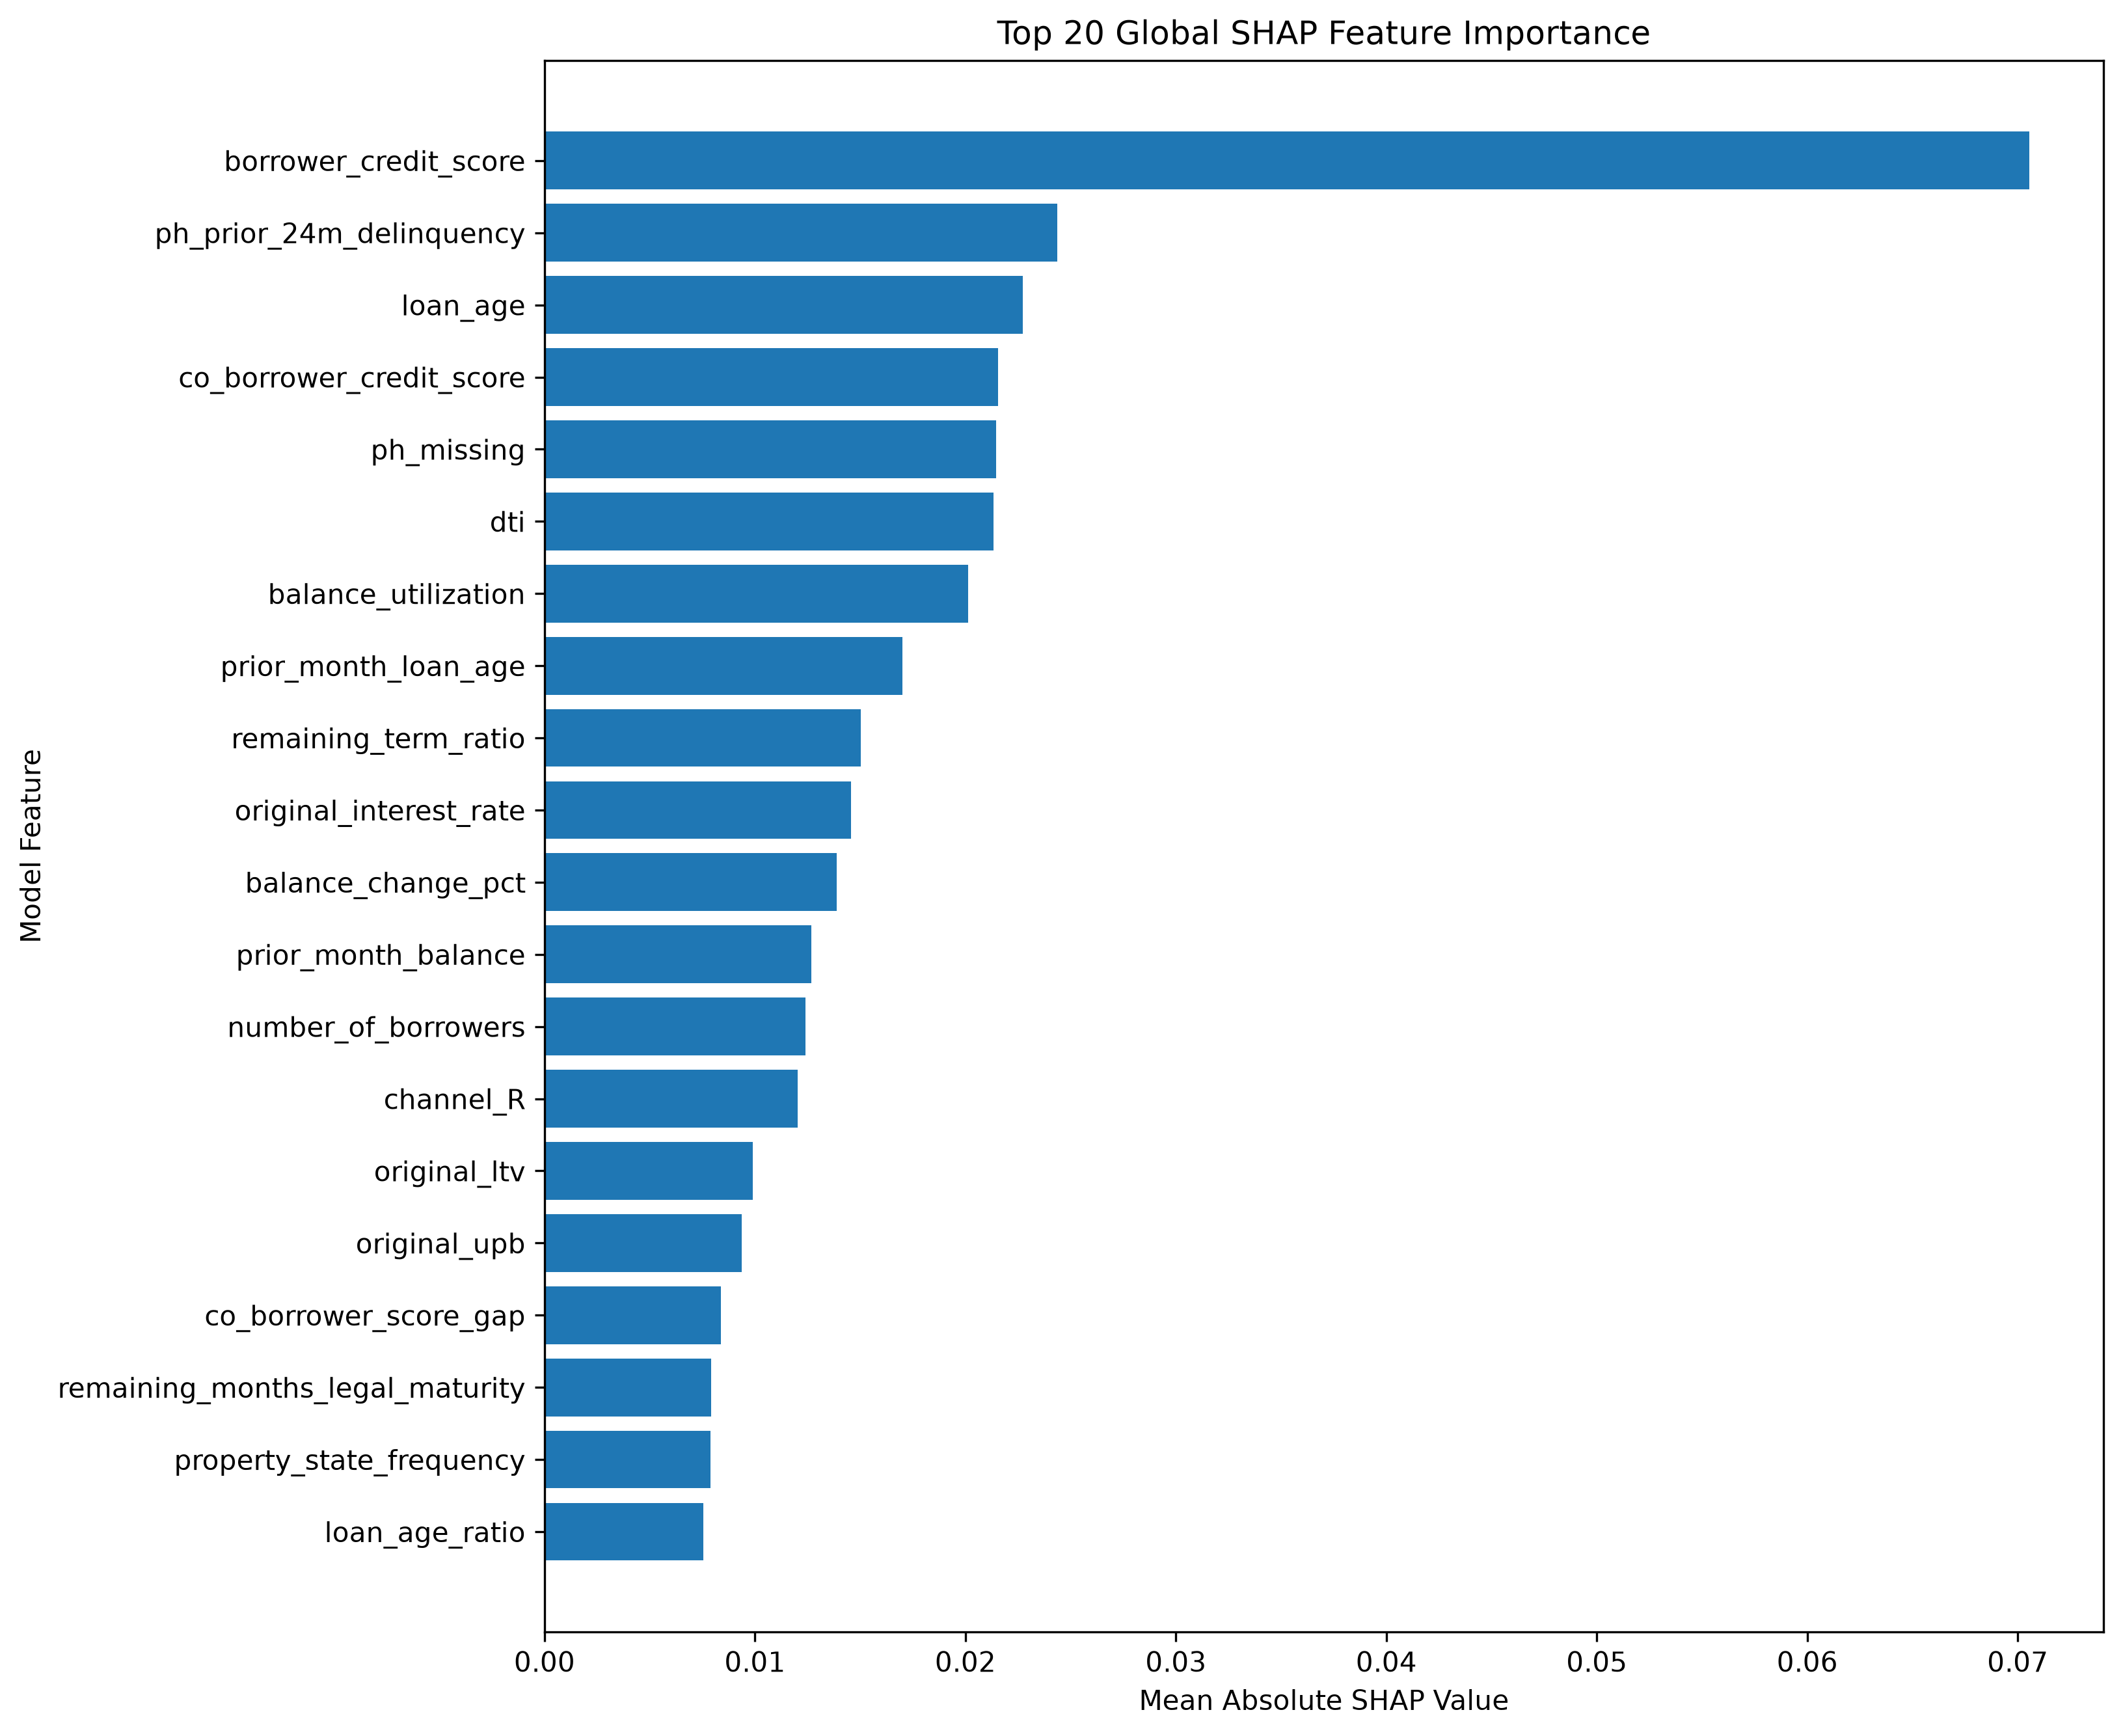 Top 20 Global SHAP Feature Importance
borrower_credit_score
ph_prior_24m_delinquency
loan_age
co_borrower_credit_score
ph_missing
dti
balance_utilization
prior_month_loan_age
remaining_term_ratio
original_interest_rate
balance_change_pct
prior_month_balance
number_of_borrowers
channel_R
original_ltv
original_upb
co_borrower_score_gap
remaining_months_legal_maturity
property_state_frequency
loan_age_ratio
Model Feature
0.00 0.01 0.02 0.03 0.04 0.05 0.06 0.07
Mean Absolute SHAP Value